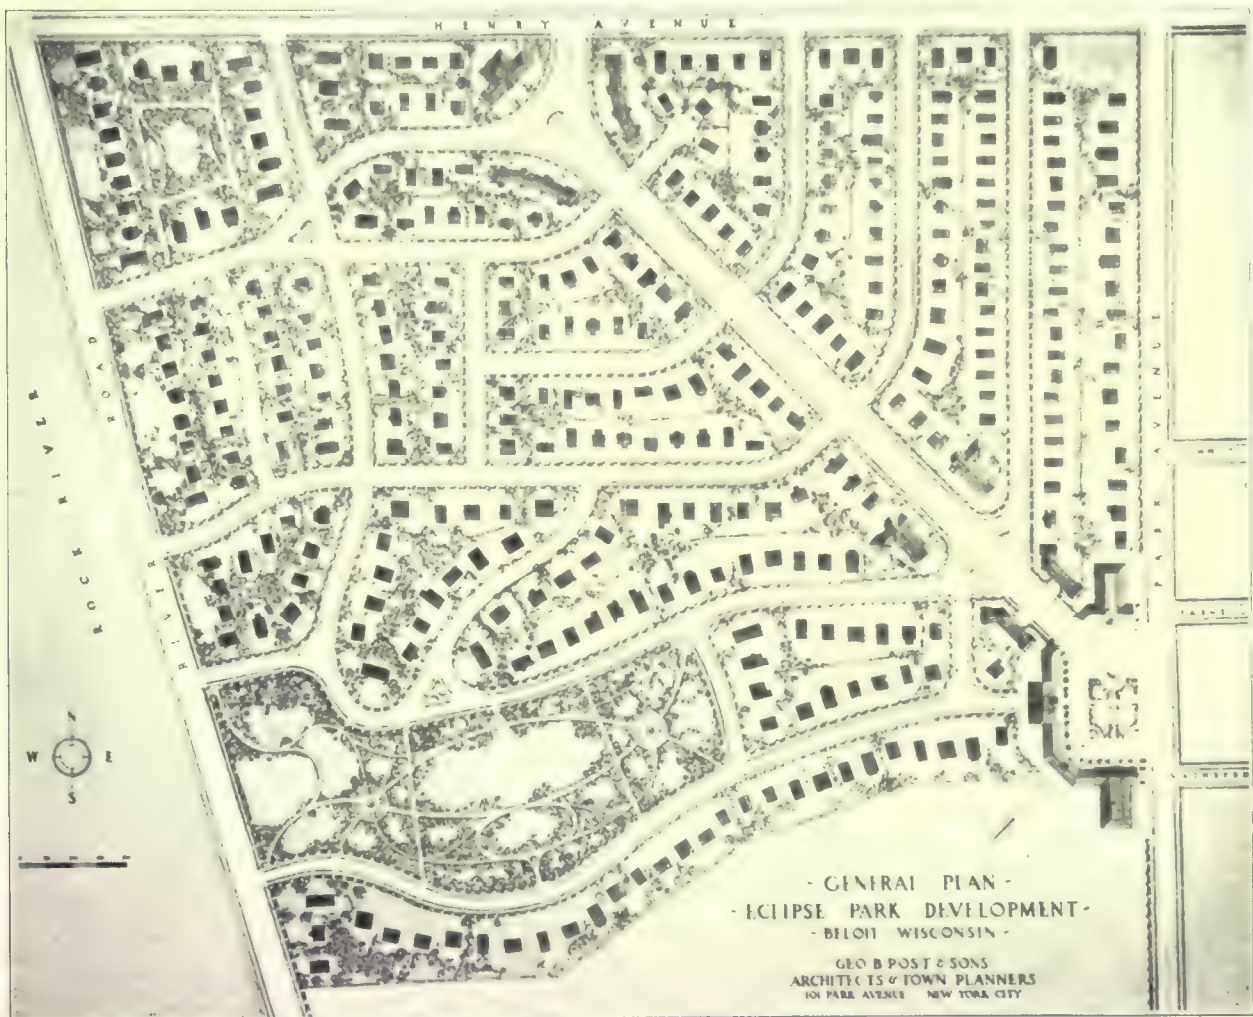 HENRY AVENUE
ROAD
RIVER
ROCK RIVER
PARK AVENUE
N
W E
S
- GENERAL PLAN -
- ECLIPSE PARK DEVELOPMENT -
- BELOIT WISCONSIN -
GEO B POST & SONS
ARCHITECTS & TOWN PLANNERS
101 PARK AVENUE NEW YORK CITY